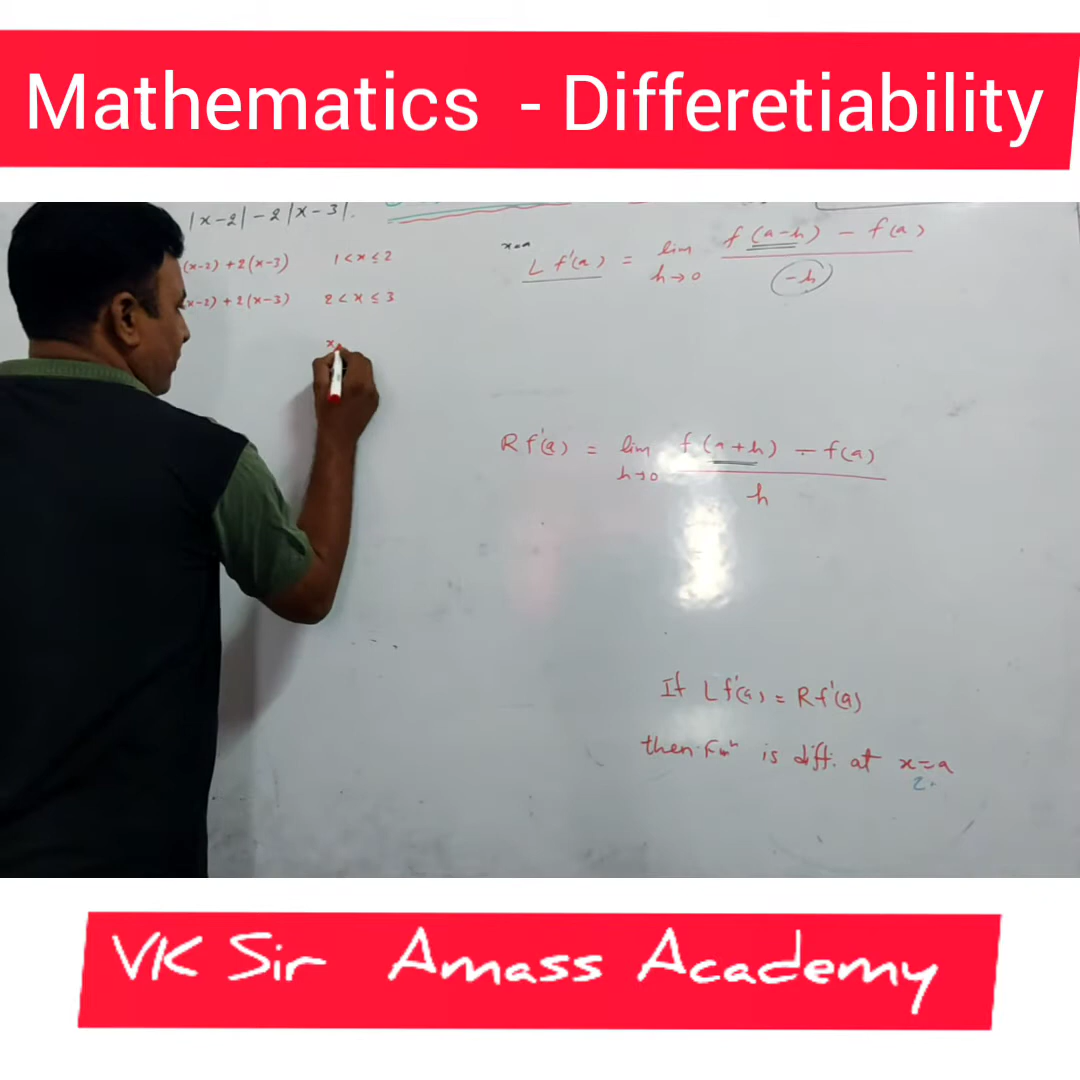 Mathematics - Differetiability
|x-2| - 2|x-3|.
(x-2) + 2(x-3) 1 < x ≤ 2
x-2) + 2(x-3) 2 < x ≤ 3
x
x=a
L f'(a) = lim h→0 f(a-h) - f(a) / (-h)
R f'(a) = lim h→0 f(a+h) - f(a) / h
If L f'(a) = R f'(a)
then is diff. at x=a
2.
VK Sir Amass Academy